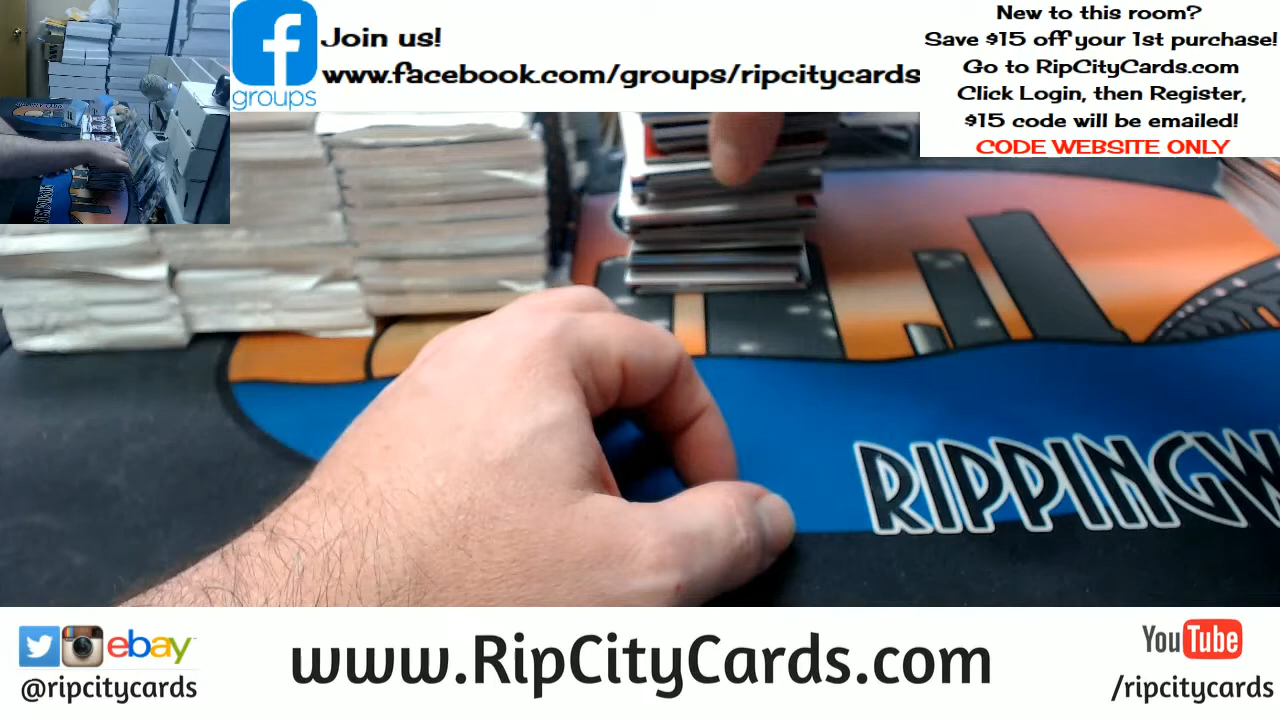 groups
Join us!
www.facebook.com/groups/ripcitycards
New to this room?
Save $15 off your 1st purchase!
Go to RipCityCards.com
Click Login, then Register,
$15 code will be emailed!
CODE WEBSITE ONLY
RIPPINGW
ebay
@ripcitycards
www.RipCityCards.com
YouTube
/ripcitycards